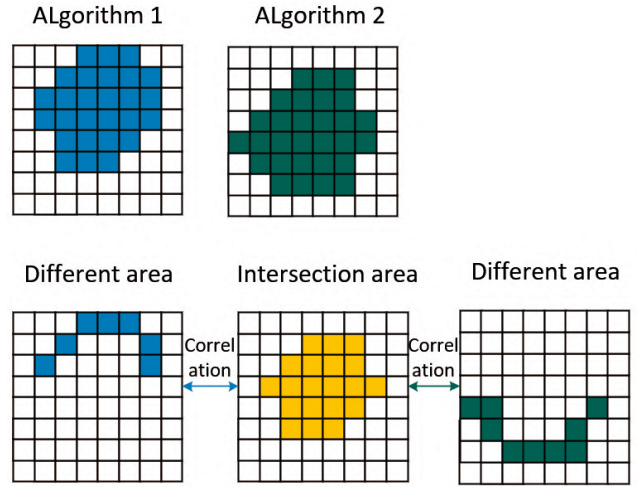 ALgorithm 1
ALgorithm 2
Different area
Intersection area
Different area
Correl
ation
Correl
ation